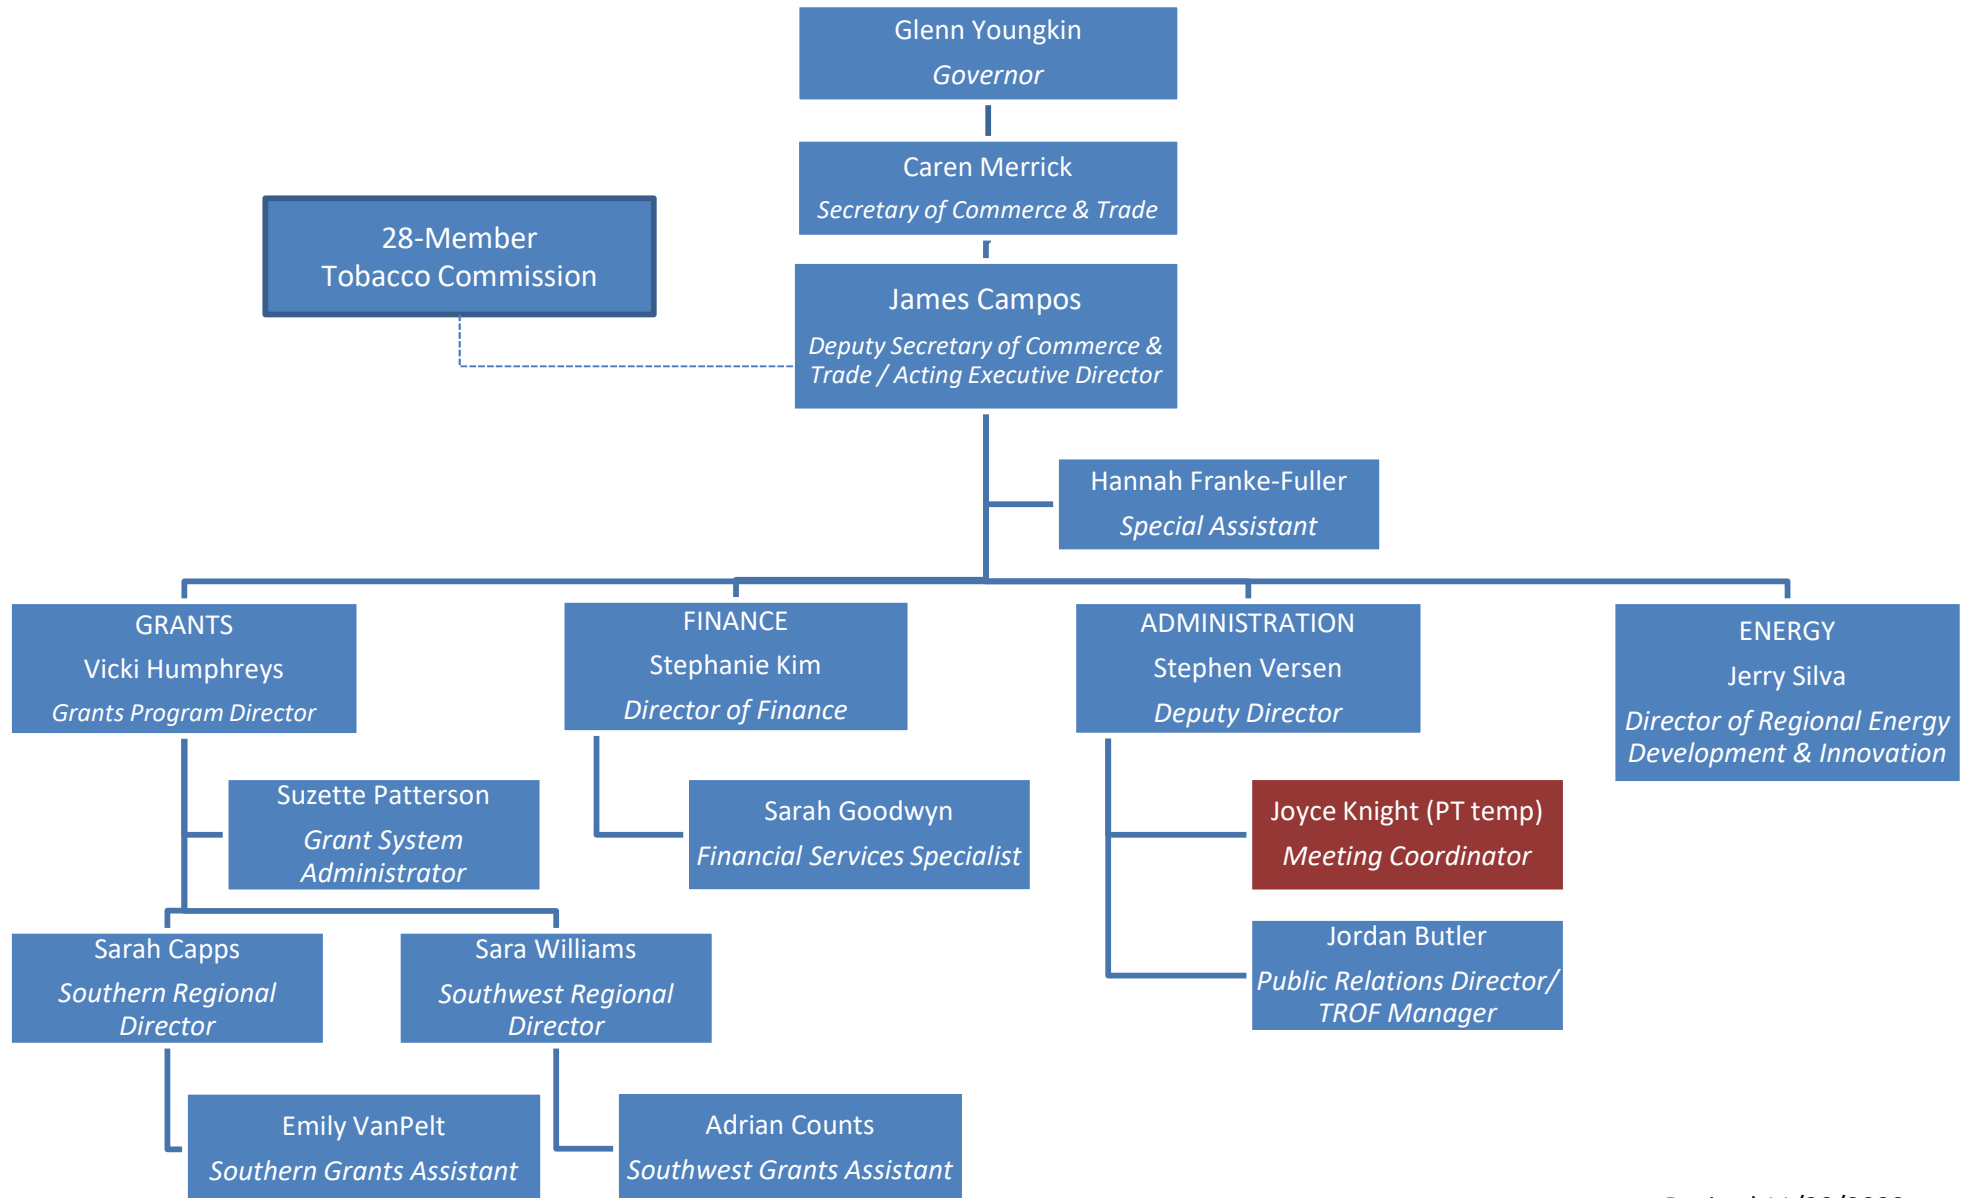 Glenn Youngkin
Governor
Caren Merrick
Secretary of Commerce & Trade
28-Member
Tobacco Commission
James Campos
Deputy Secretary of Commerce &
Trade / Acting Executive Director
Hannah Franke-Fuller
Special Assistant
GRANTS
Vicki Humphreys
Grants Program Director
FINANCE
Stephanie Kim
Director of Finance
ADMINISTRATION
Stephen Versen
Deputy Director
ENERGY
Jerry Silva
Director of Regional Energy
Development & Innovation
Suzette Patterson
Grant System
Administrator
Sarah Goodwyn
Financial Services Specialist
Joyce Knight (PT temp)
Meeting Coordinator
Sarah Capps
Southern Regional
Director
Sara Williams
Southwest Regional
Director
Jordan Butler
Public Relations Director/
TROF Manager
Emily VanPelt
Southern Grants Assistant
Adrian Counts
Southwest Grants Assistant